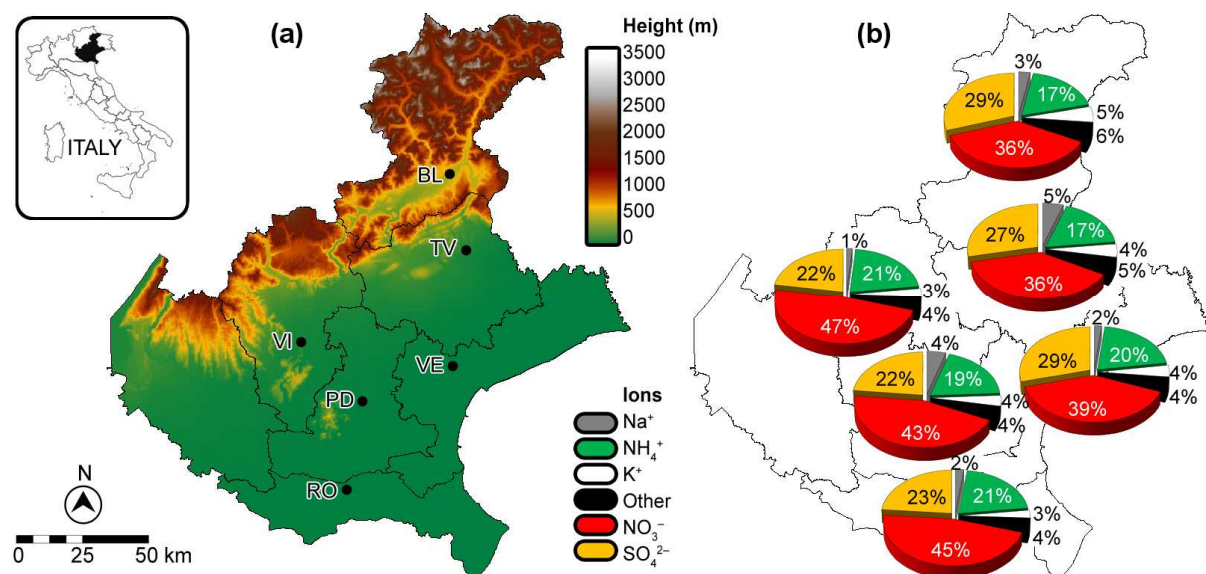 ITALY
(a)
Height (m)
3500
3000
2500
2000
1500
1000
500
0
BL
TV
VI
VE
PD
RO
N
0 50 km
Ions
Na⁺
NH₄⁺
K⁺
Other
NO₃⁻
SO₄²⁻
(b)
3%
29% 17%
5%
6%
36%
5%
27% 17%
4%
5%
36%
1%
22% 21%
3%
4%
47%
2%
29% 20%
4%
4%
39%
4%
22% 19%
4%
4%
43%
2%
23% 21%
3%
4%
45%